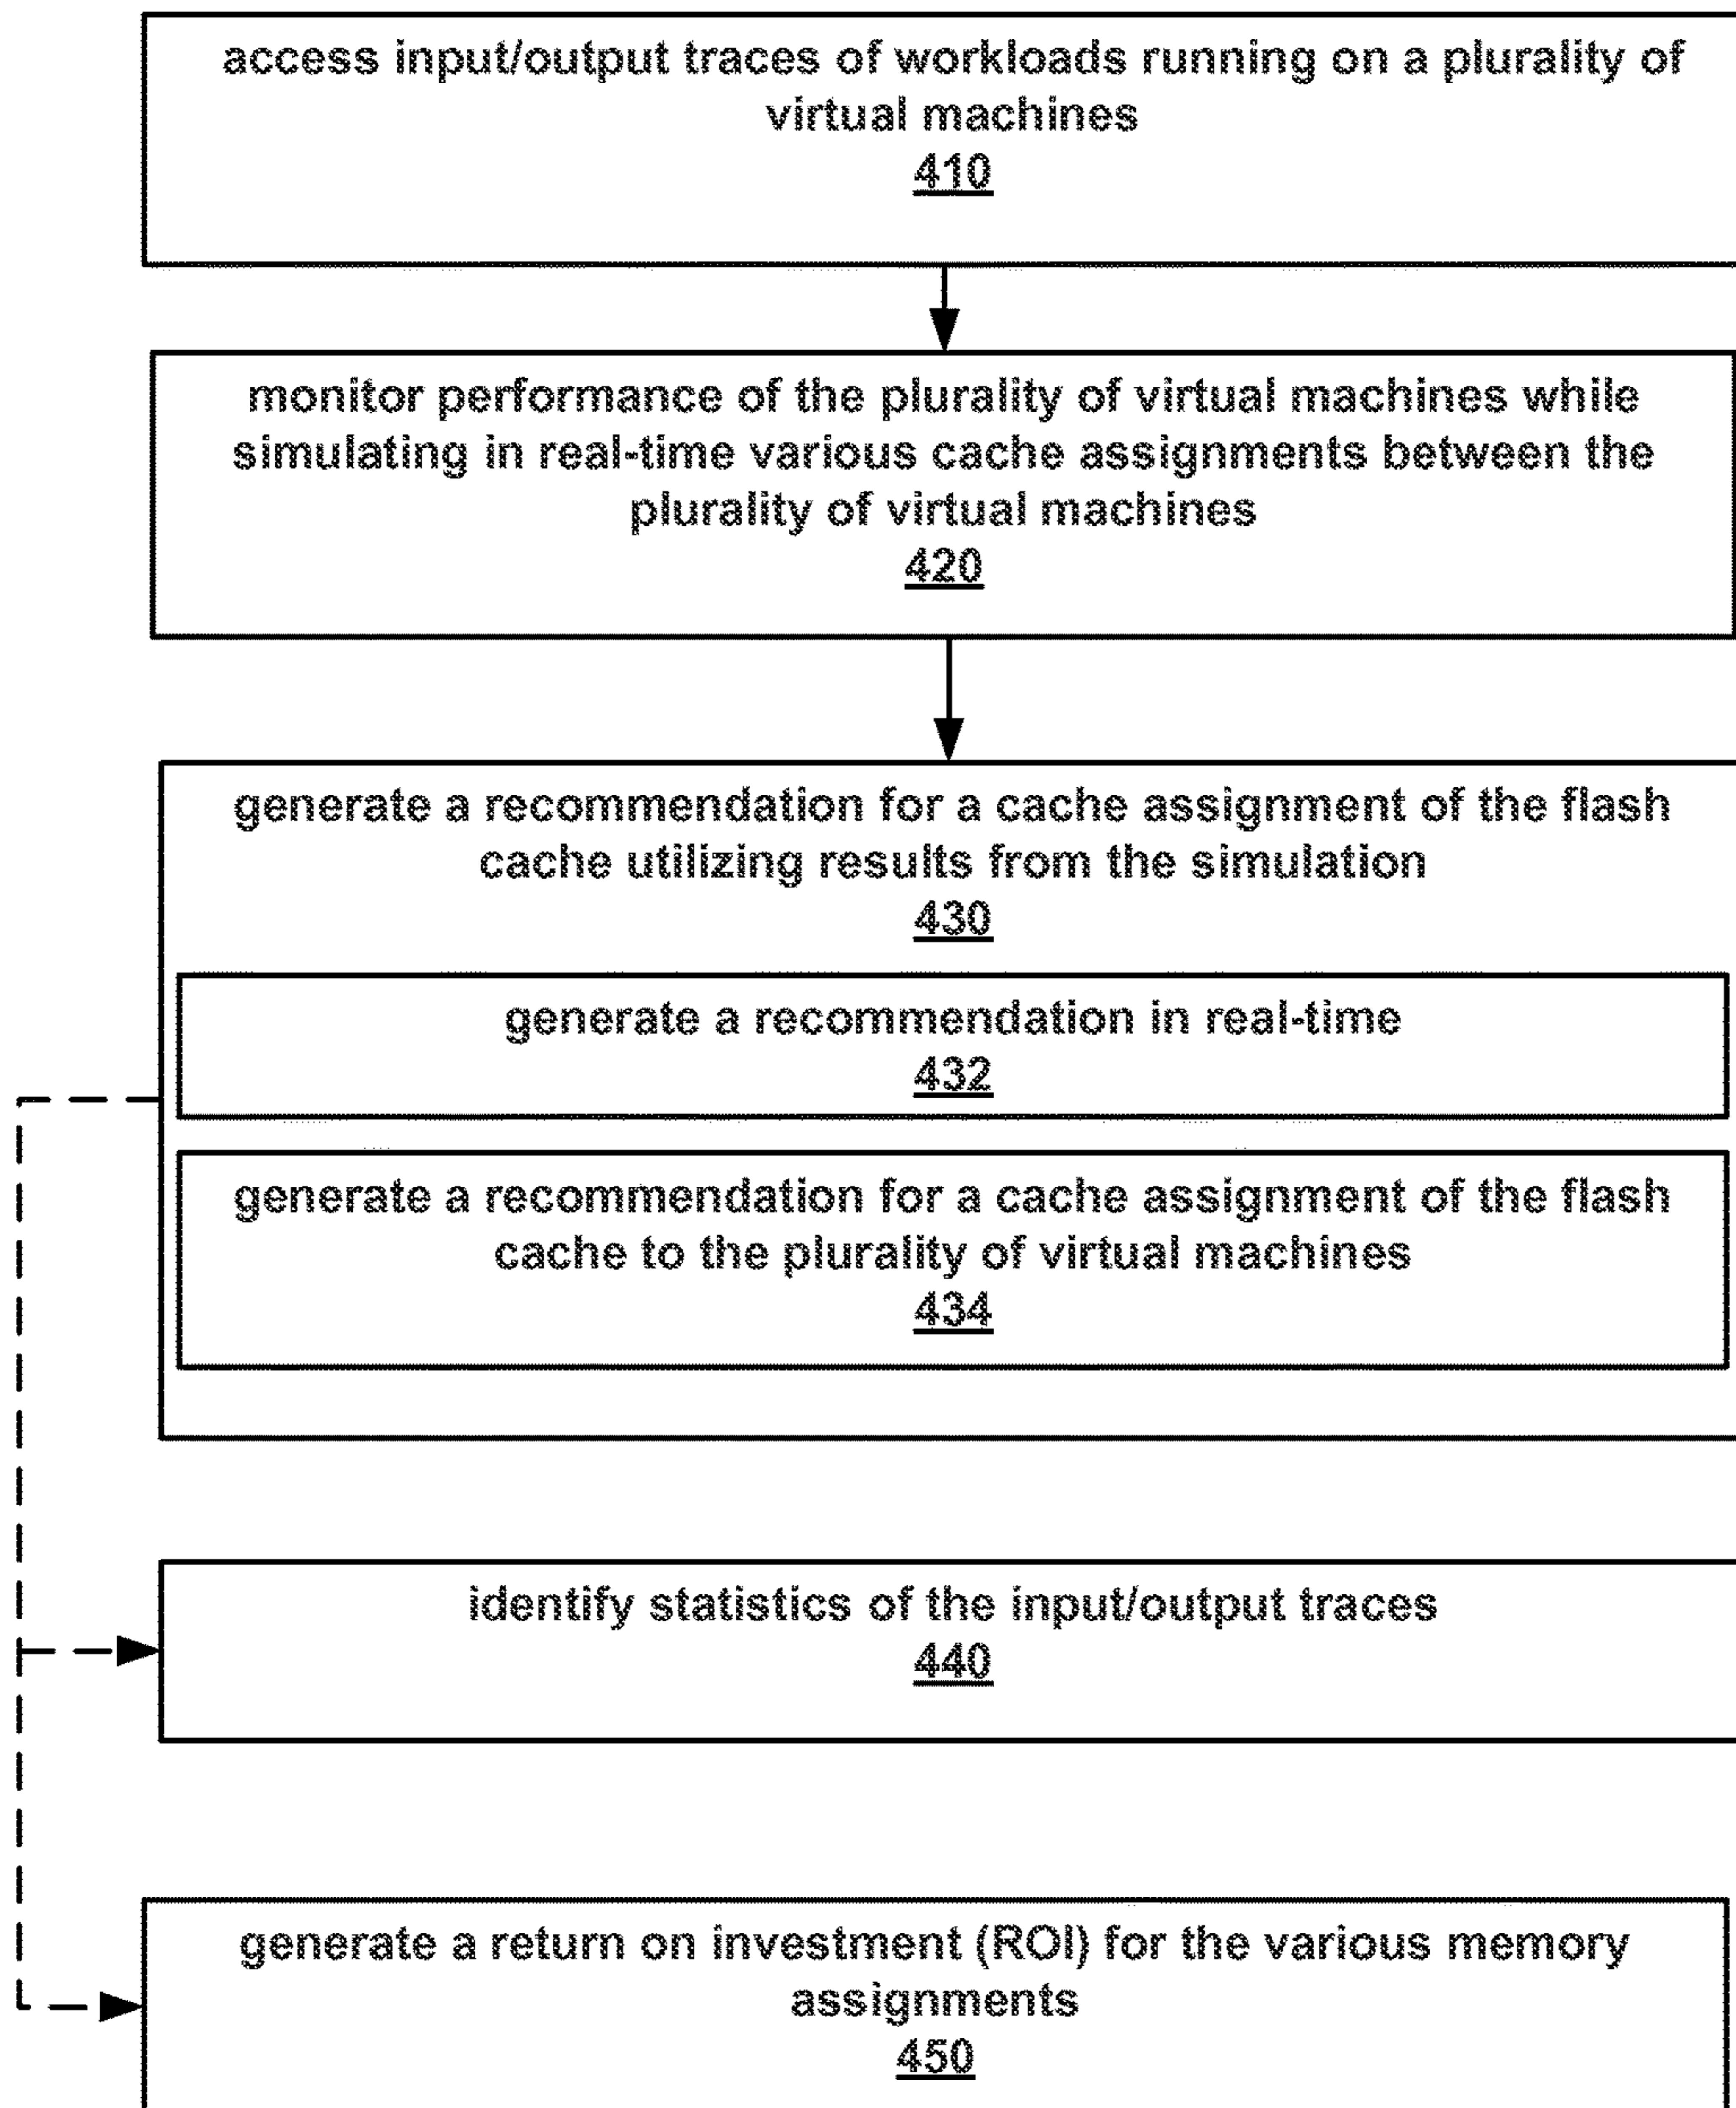 access input/output traces of workloads running on a plurality of
virtual machines
410
monitor performance of the plurality of virtual machines while
simulating in real-time various cache assignments between the
plurality of virtual machines
420
generate a recommendation for a cache assignment of the flash
cache utilizing results from the simulation
430
generate a recommendation in real-time
432
generate a recommendation for a cache assignment of the flash
cache to the plurality of virtual machines
434
identify statistics of the input/output traces
440
generate a return on investment (ROI) for the various memory
assignments
450